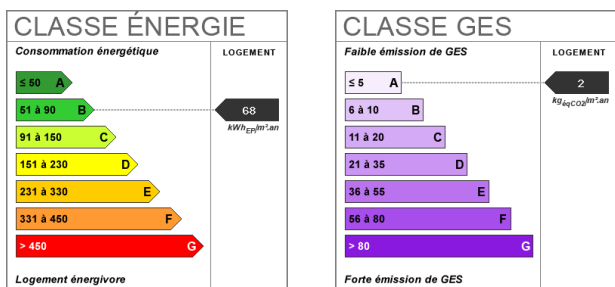 CLASSE ÉNERGIE
Consommation énergétique
LOGEMENT
≤ 50 A
51 à 90 B
68
kWhEP/m².an
91 à 150 C
151 à 230 D
231 à 330 E
331 à 450 F
> 450 G
Logement énergivore
CLASSE GES
Faible émission de GES
LOGEMENT
≤ 5 A
2
kgéqCO2/m².an
6 à 10 B
11 à 20 C
21 à 35 D
36 à 55 E
56 à 80 F
> 80 G
Forte émission de GES